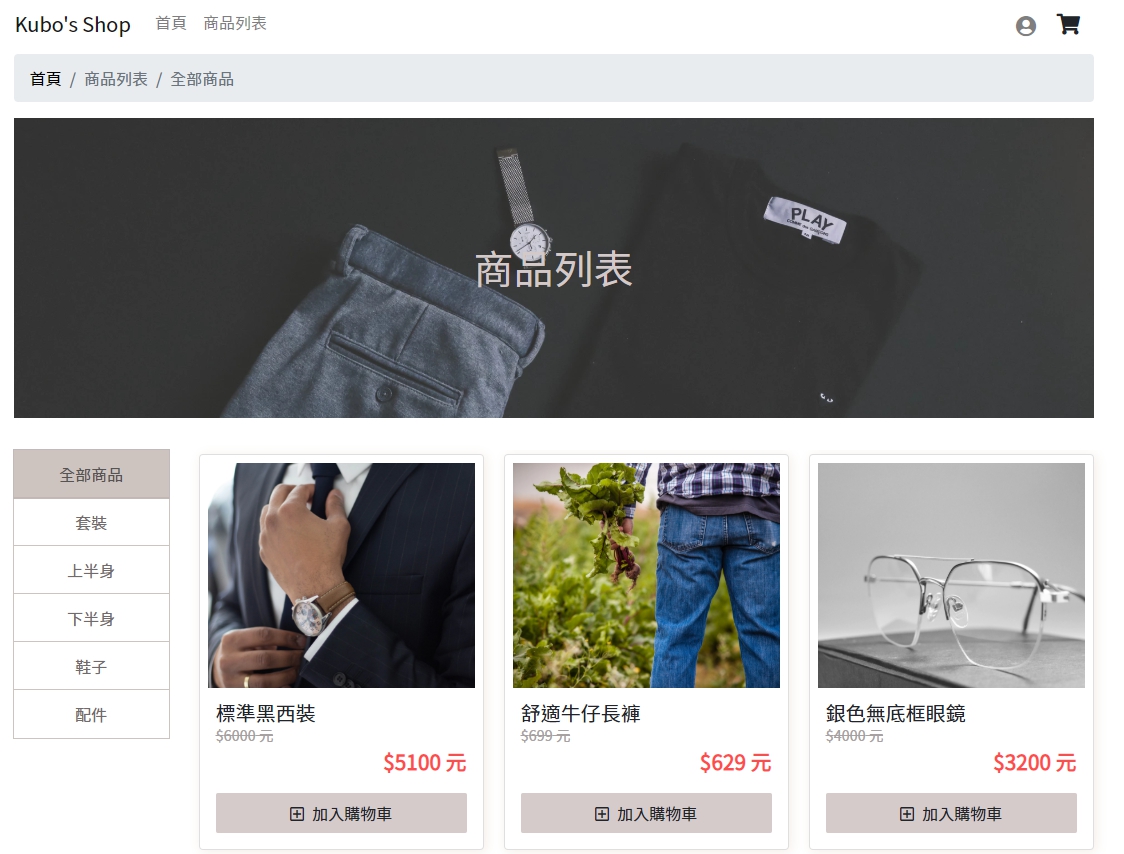 Kubo's Shop 首頁 商品列表
首頁 / 商品列表 / 全部商品
PLAY
商品列表
全部商品
套裝
上半身
下半身
鞋子
配件
標準黑西裝
$6000 元
$5100 元
加入購物車
舒適牛仔長褲
$699 元
$629 元
加入購物車
銀色無底框眼鏡
$4000 元
$3200 元
加入購物車